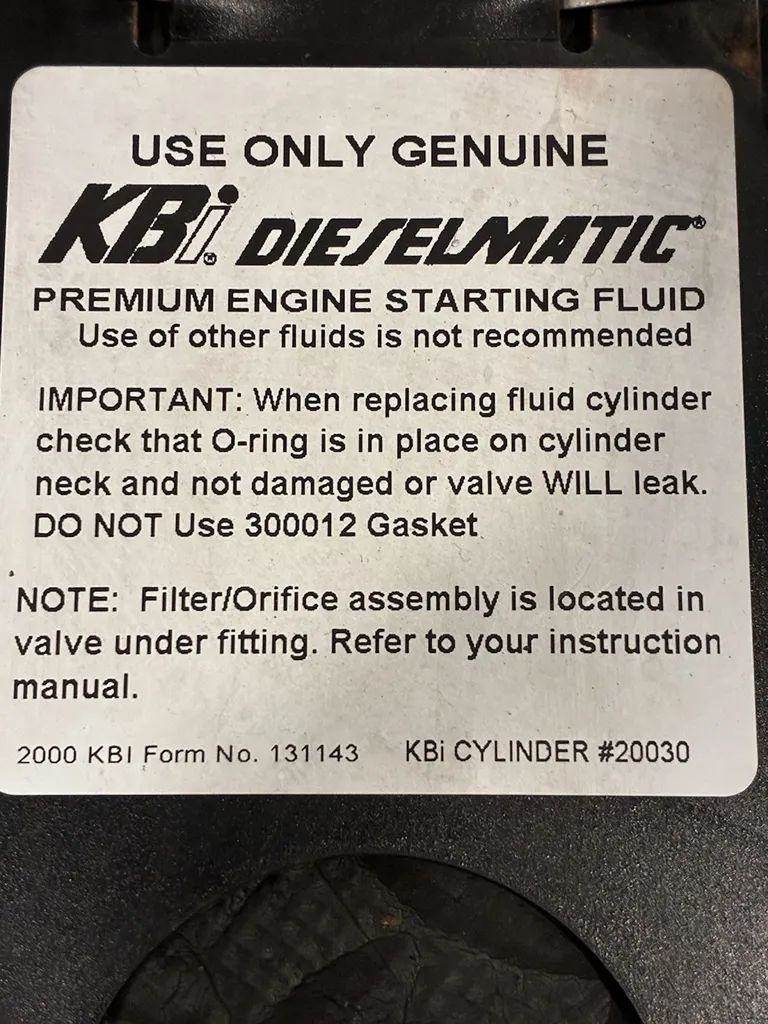 USE ONLY GENUINE
KBi® DIESELMATIC®
PREMIUM ENGINE STARTING FLUID
Use of other fluids is not recommended
IMPORTANT: When replacing fluid cylinder
check that O-ring is in place on cylinder
neck and not damaged or valve WILL leak.
DO NOT Use 300012 Gasket
NOTE: Filter/Orifice assembly is located in
valve under fitting. Refer to your instruction
manual.
2000 KBI Form No. 131143 KBi CYLINDER #20030